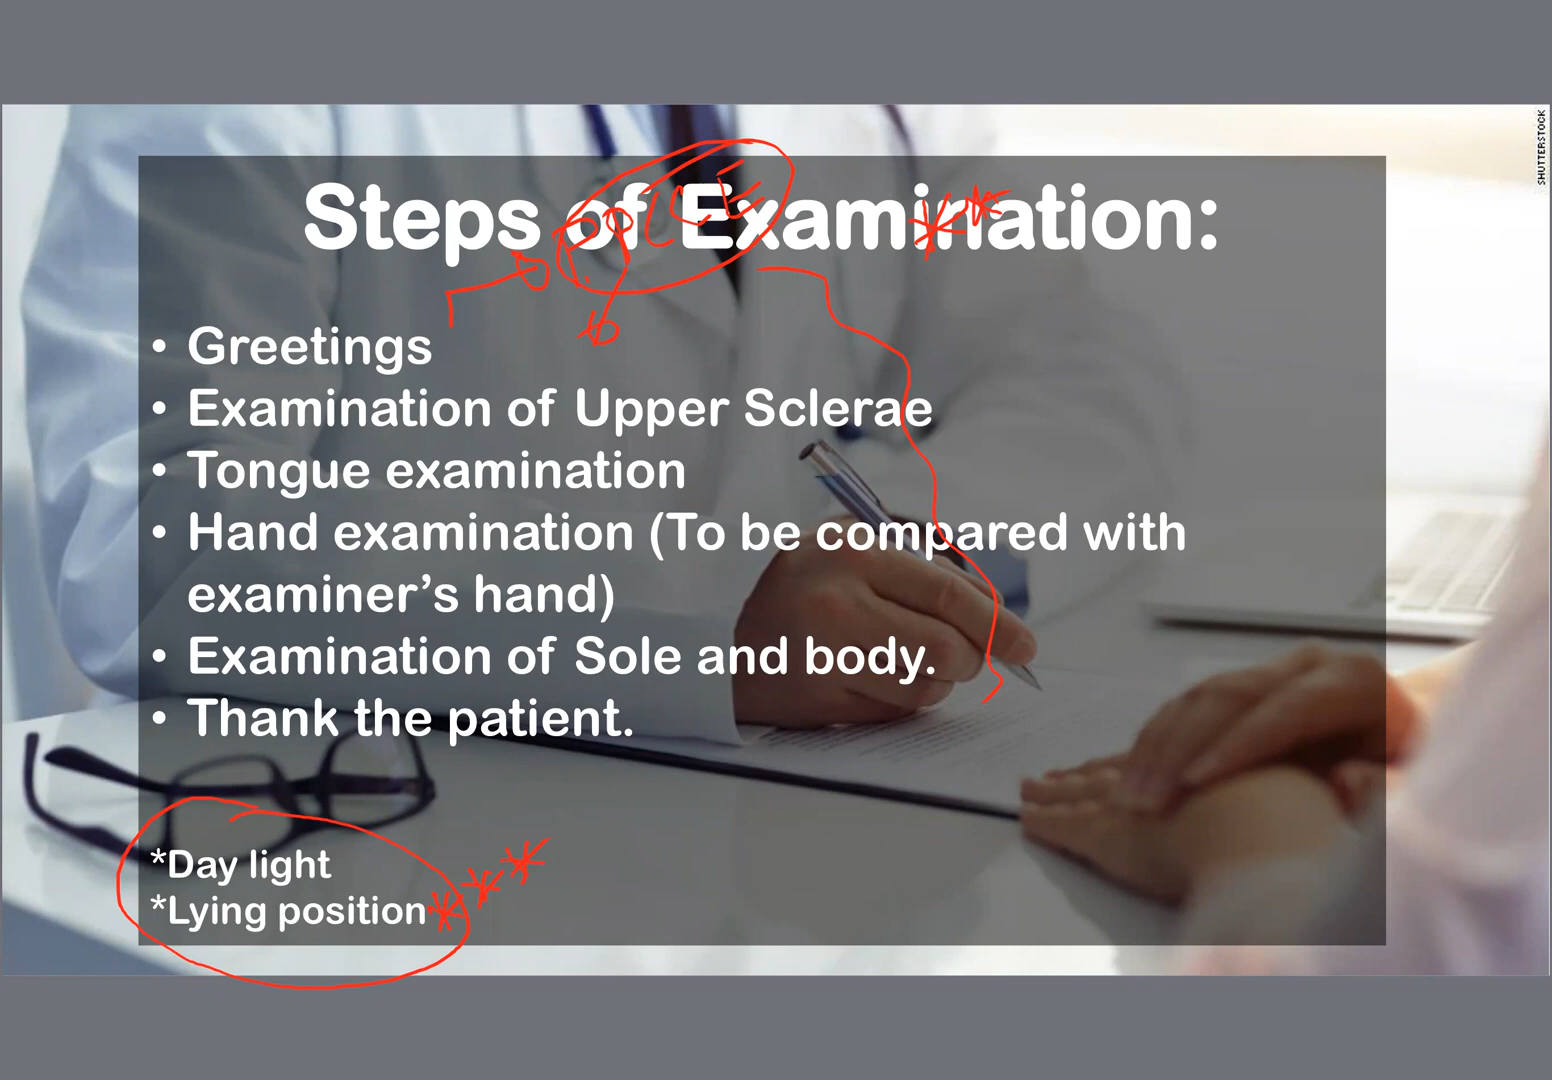 SHUTTERSTOCK
Steps of Examination:
• Greetings
• Examination of Upper Sclerae
• Tongue examination
• Hand examination (To be compared with
examiner's hand)
• Examination of Sole and body.
• Thank the patient.
*Day light
*Lying position